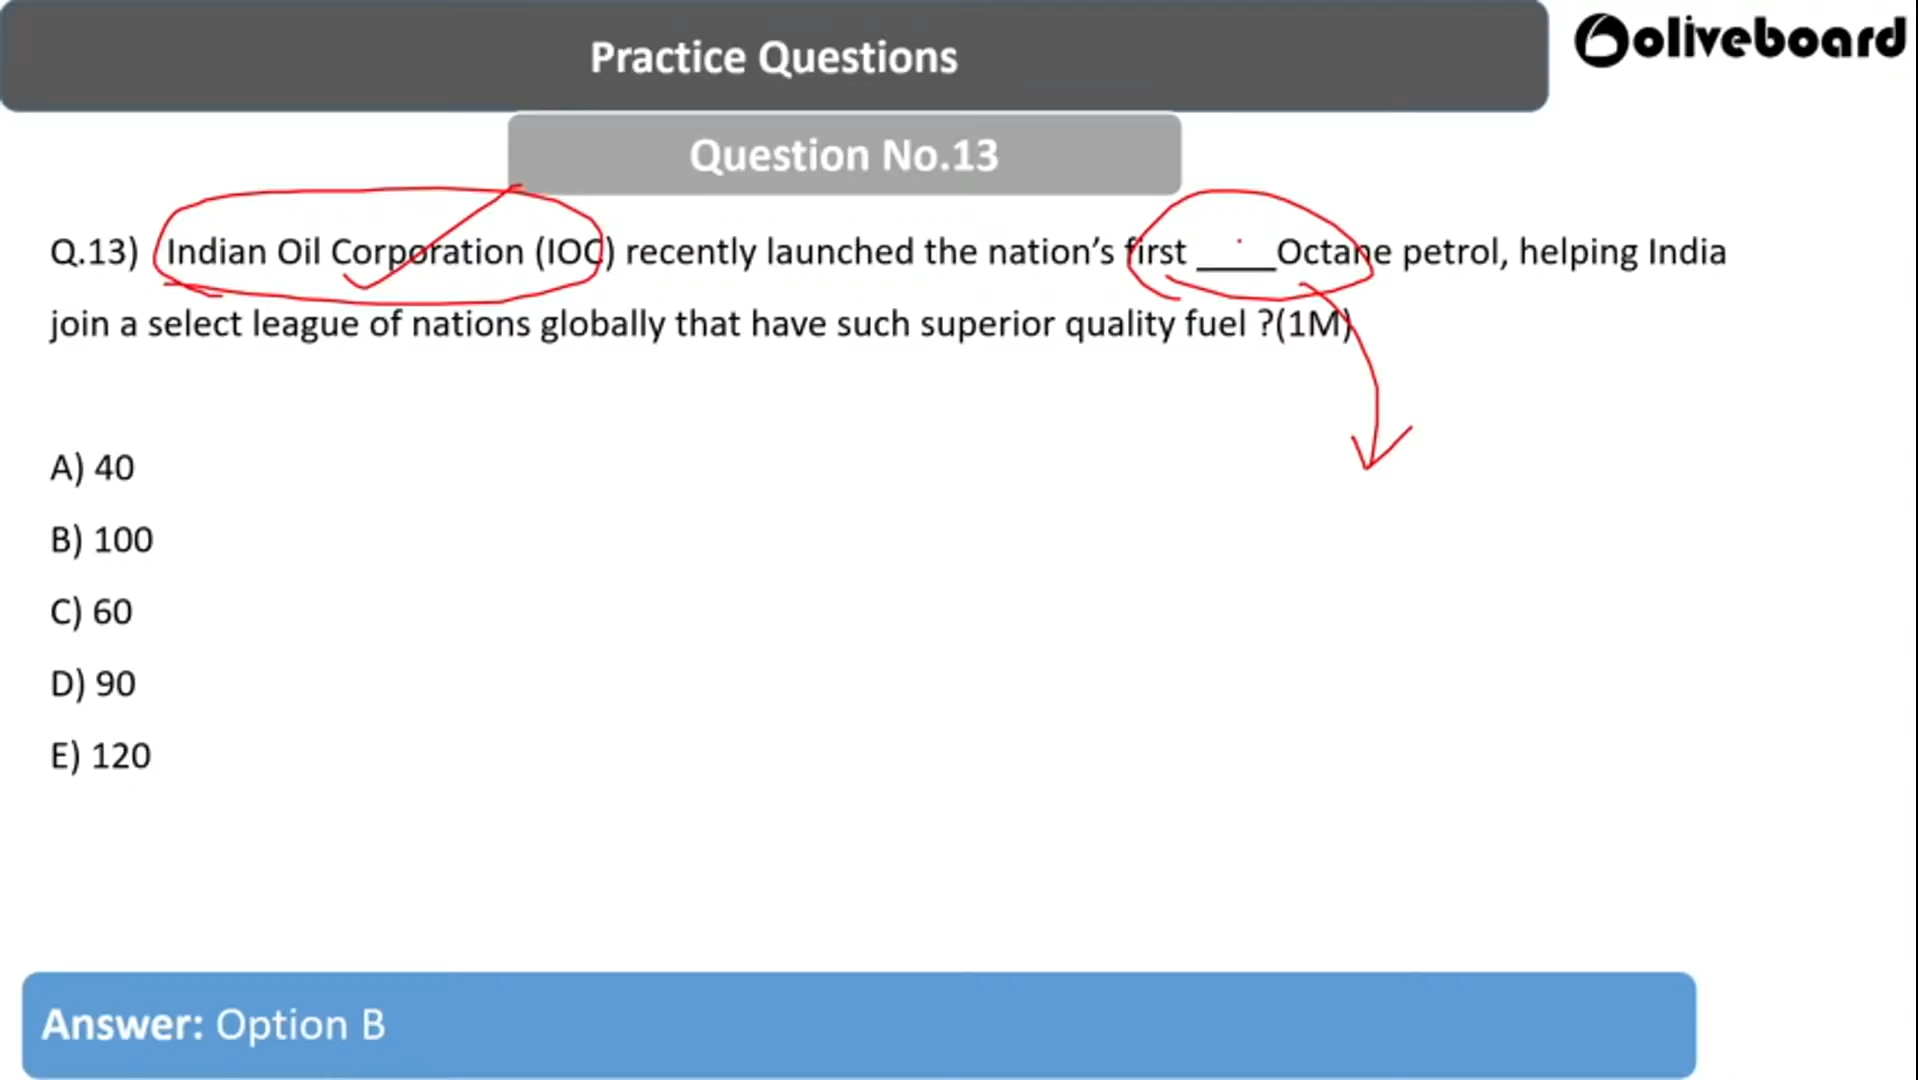 Practice Questions
oliveboard
Question No.13
Q.13) Indian Oil Corporation (IOC) recently launched the nation’s first ____Octane petrol, helping India
join a select league of nations globally that have such superior quality fuel ?(1M)
A) 40
B) 100
C) 60
D) 90
E) 120
Answer: Option B